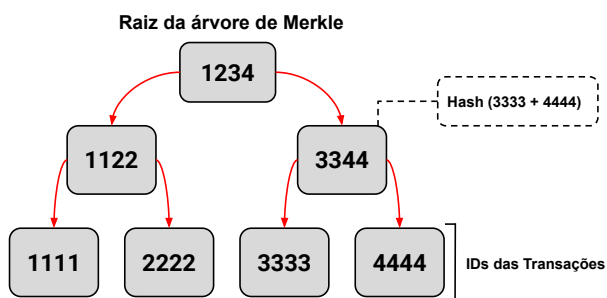 Raiz da árvore de Merkle
1234
Hash (3333 + 4444)
1122
3344
1111
2222
3333
4444
IDs das Transações